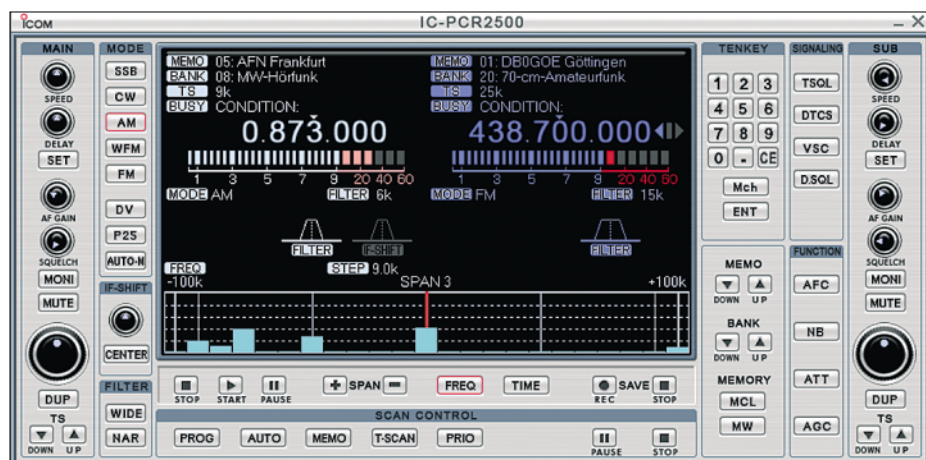 ICOM
IC-PCR2500
MAIN
SPEED
DELAY
SET
AF GAIN
SQUELCH
MONI
MUTE
DUP
TS
DOWN UP
MODE
SSB
CW
AM
WFM
FM
DV
P25
AUTO-N
IF-SHIFT
CENTER
FILTER
WIDE
NAR
MEMO 05: AFN Frankfurt
BANK 08: MW-Hörfunk
TS 9k
BUSY CONDITION:
0.873.000
1 3 5 7 9 20 40 60
MODE AM FILTER 6k
FILTER IF-SHIFT
MEMO 01: DB0GOE Göttingen
BANK 20: 70-cm-Amateurfunk
TS 25k
BUSY CONDITION:
438.700.000
1 3 5 7 9 20 40 60
MODE FM FILTER 15k
FILTER
FREQ STEP 9.0k
-100k SPAN 3 +100k
STOP START PAUSE
SPAN
FREQ
TIME
SAVE
REC STOP
SCAN CONTROL
PROG AUTO MEMO T-SCAN PRIO
PAUSE STOP
TENKEY
1 2 3
4 5 6
7 8 9
0 . CE
Mch
ENT
MEMO
DOWN UP
BANK
DOWN UP
MEMORY
MCL
MW
SIGNALING
TSQL
DTCS
VSC
D.SQL
FUNCTION
AFC
NB
ATT
AGC
SUB
SPEED
DELAY
SET
AF GAIN
SQUELCH
MONI
MUTE
DUP
TS
DOWN UP